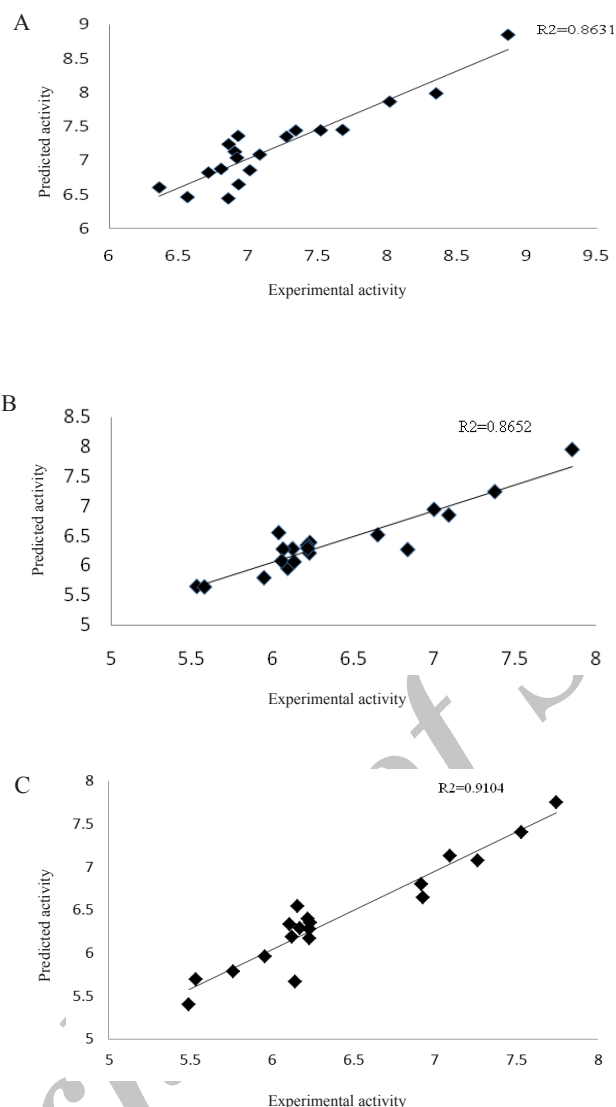 A
R2=0.8631
Predicted activity
9
8.5
8
7.5
7
6.5
6
6 6.5 7 7.5 8 8.5 9 9.5
Experimental activity
B
R2=0.8652
Predicted activity
8.5
8
7.5
7
6.5
6
5.5
5
5 5.5 6 6.5 7 7.5 8
Experimental activity
C
R2=0.9104
Predicted activity
8
7.5
7
6.5
6
5.5
5
5 5.5 6 6.5 7 7.5 8
Experimental activity